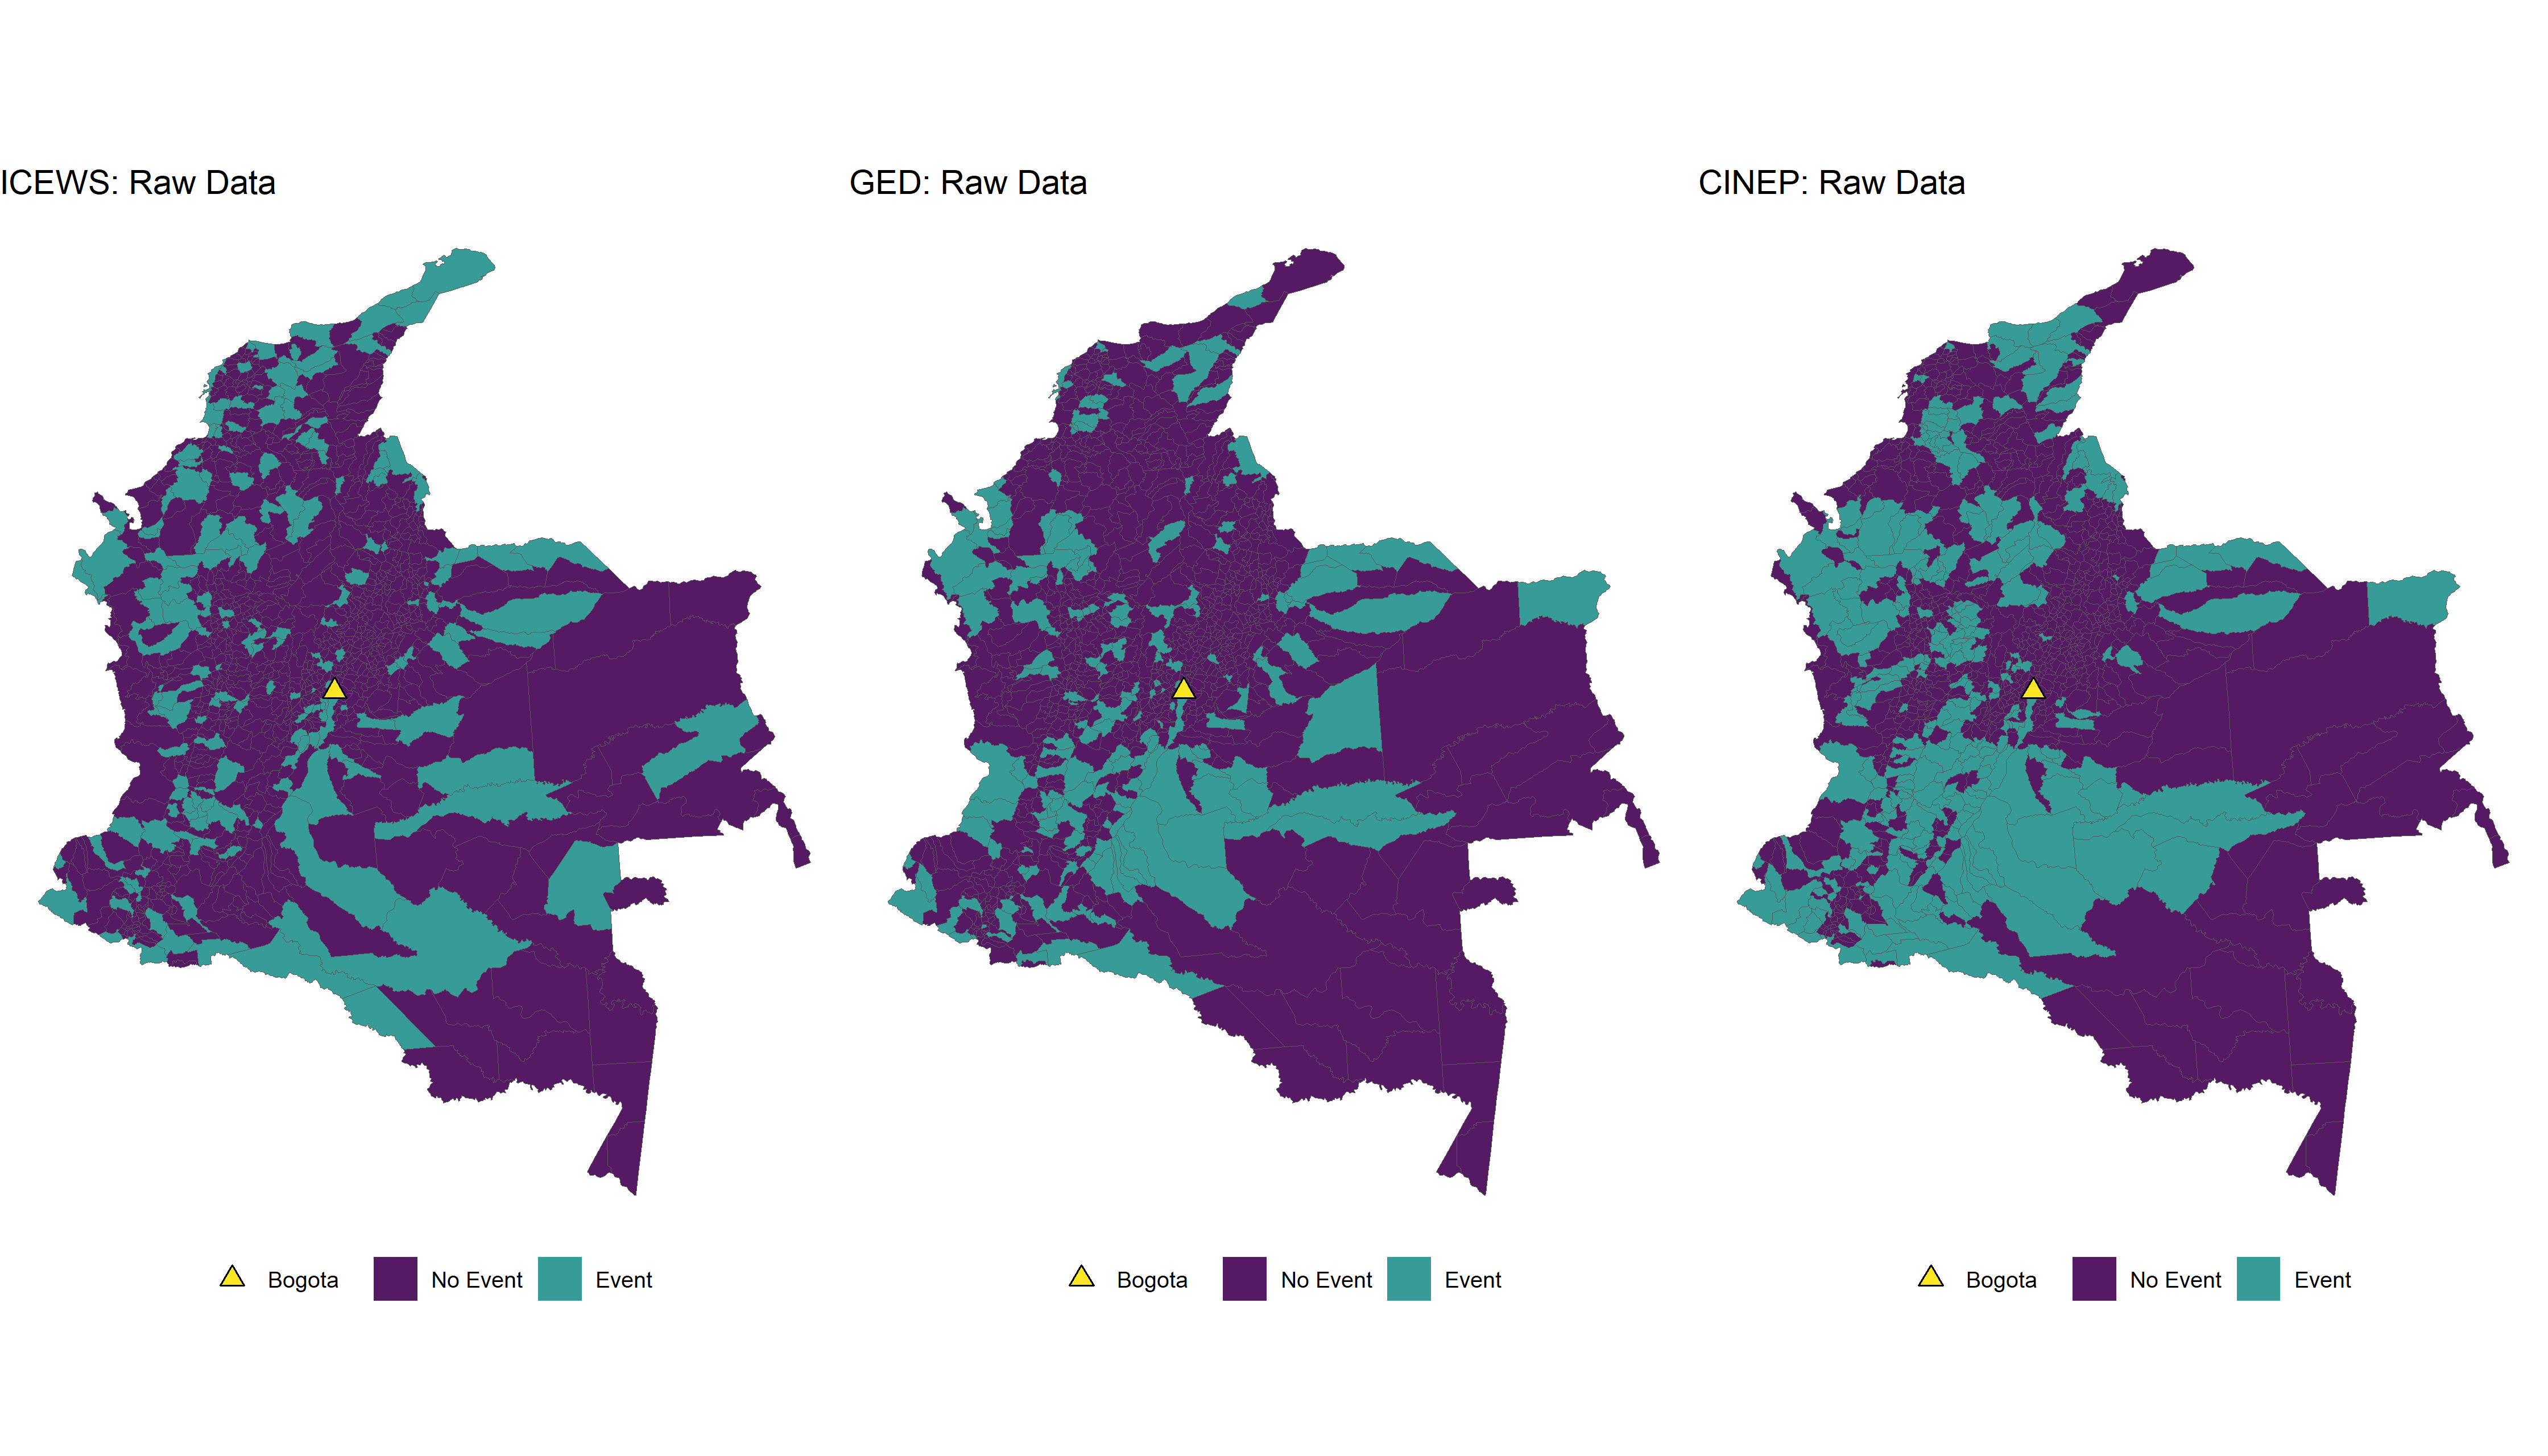 ICEWS: Raw Data
GED: Raw Data
CINEP: Raw Data
Bogota No Event Event
Bogota No Event Event
Bogota No Event Event